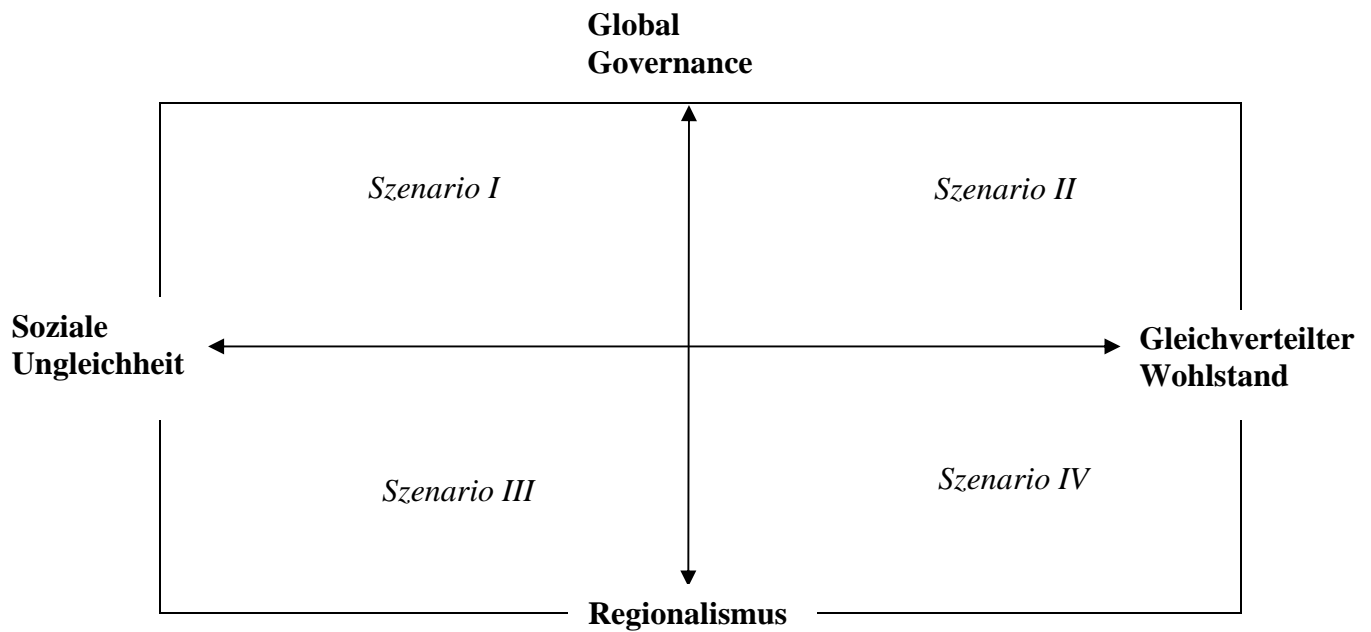 Global
Governance
Szenario I
Szenario II
Soziale
Ungleichheit
Gleichverteilter
Wohlstand
Szenario III
Szenario IV
Regionalismus